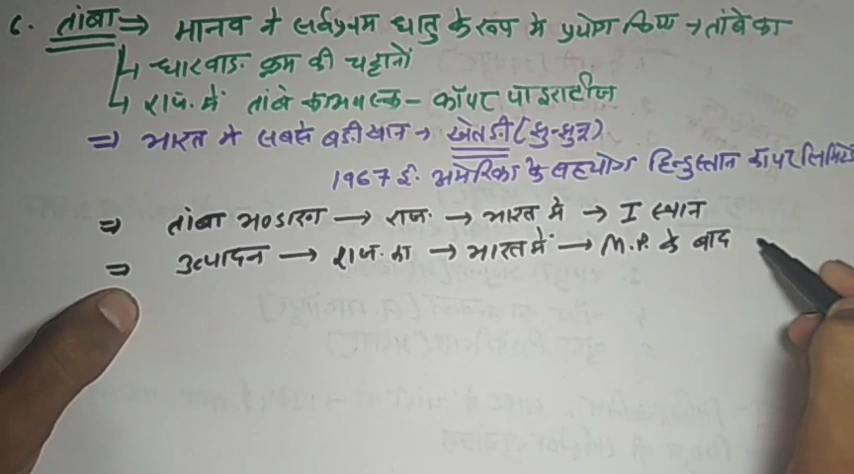 6. तांबा ⇒ मानव ने सर्वप्रथम धातु के रूप मे प्रयोग किया → तांबे का
↳ धारवाड़ क्रम की चट्टानों
↳ राज. में तांबे का अयस्क - कॉपर पाइराटीज
⇒ भारत मे सबसे बड़ी खान → खेतडी (झुन्झुनू)
1967 ई. अमेरिका के सहयोग हिन्दुस्तान कॉपर लिमिटेड
⇒ तांबा भण्डारण → राज. → भारत में → I स्थान
⇒ उत्पादन → राज. का → भारत में → M.P. के बाद